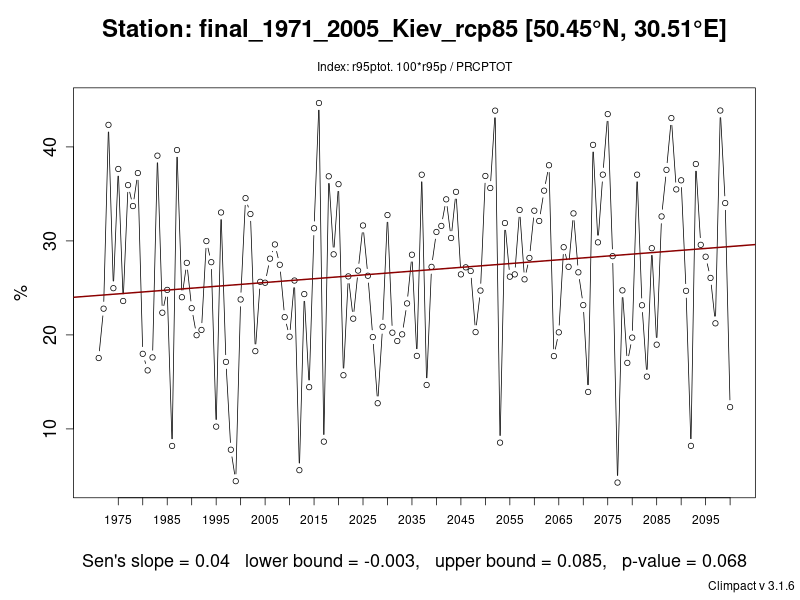 Station: final_1971_2005_Kiev_rcp85 [50.45°N, 30.51°E]
Index: r95ptot. 100*r95p / PRCPTOT
40
30
%
20
10
1975 1985 1995 2005 2015 2025 2035 2045 2055 2065 2075 2085 2095
Sen's slope = 0.04 lower bound = -0.003, upper bound = 0.085, p-value = 0.068
Climpact v 3.1.6